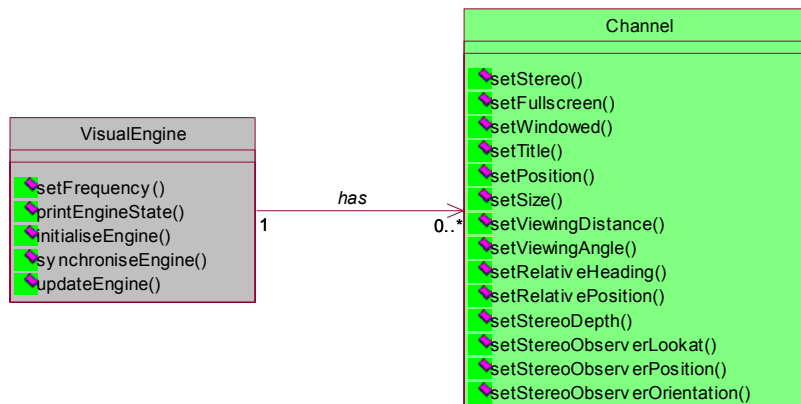 VisualEngine
setFrequency()
printEngineState()
initialiseEngine()
synchroniseEngine()
updateEngine()
has
1
0..*
Channel
setStereo()
setFullscreen()
setWindowed()
setTitle()
setPosition()
setSize()
setViewingDistance()
setViewingAngle()
setRelativeHeading()
setRelativePosition()
setStereoDepth()
setStereoObserverLookat()
setStereoObserverPosition()
setStereoObserverOrientation()